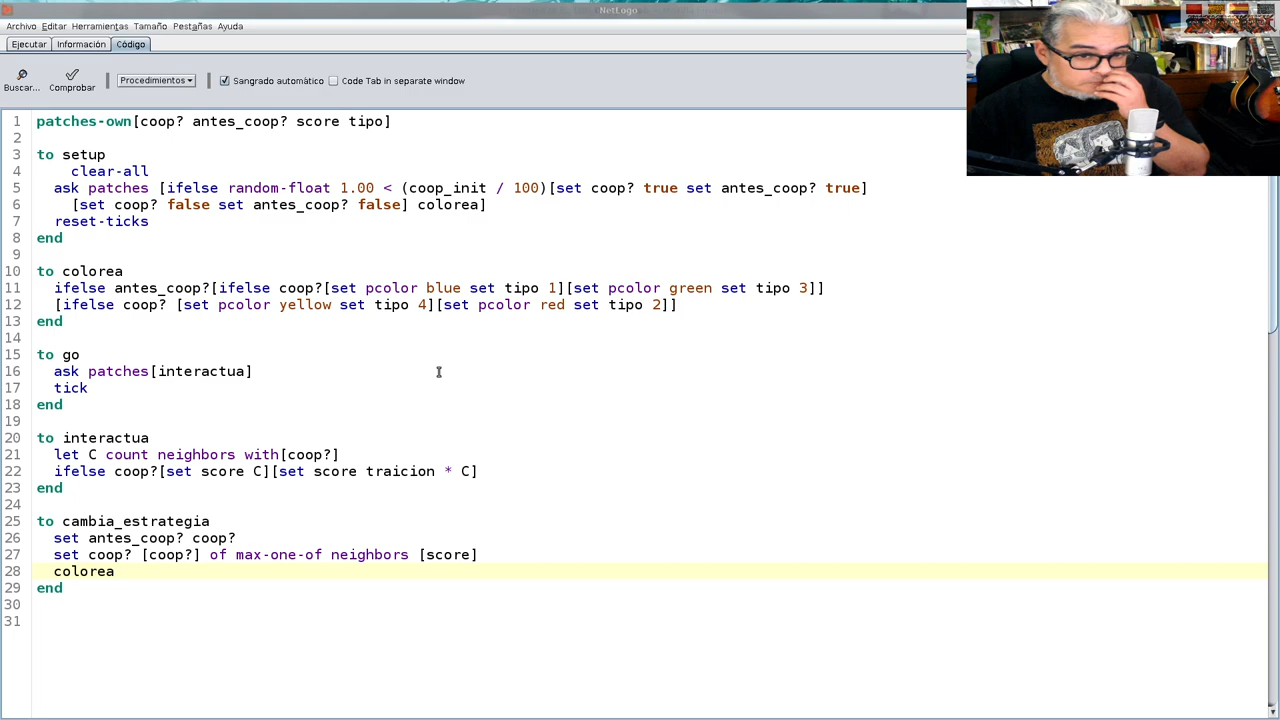 NetLogo
Archivo Editar Herramientas Tamaño Pestañas Ayuda
Ejecutar Información Código
Buscar... Comprobar Procedimientos Sangrado automático Code Tab in separate window
1 patches-own[coop? antes_coop? score tipo]
2
3 to setup
4 clear-all
5 ask patches [ifelse random-float 1.00 < (coop_init / 100)[set coop? true set antes_coop? true]
6 [set coop? false set antes_coop? false] colorea]
7 reset-ticks
8 end
9
10 to colorea
11 ifelse antes_coop?[ifelse coop?[set pcolor blue set tipo 1][set pcolor green set tipo 3]]
12 [ifelse coop? [set pcolor yellow set tipo 4][set pcolor red set tipo 2]]
13 end
14
15 to go
16 ask patches[interactua]
17 tick
18 end
19
20 to interactua
21 let C count neighbors with[coop?]
22 ifelse coop?[set score C][set score traicion * C]
23 end
24
25 to cambia_estrategia
26 set antes_coop? coop?
27 set coop? [coop?] of max-one-of neighbors [score]
28 colorea
29 end
30
31